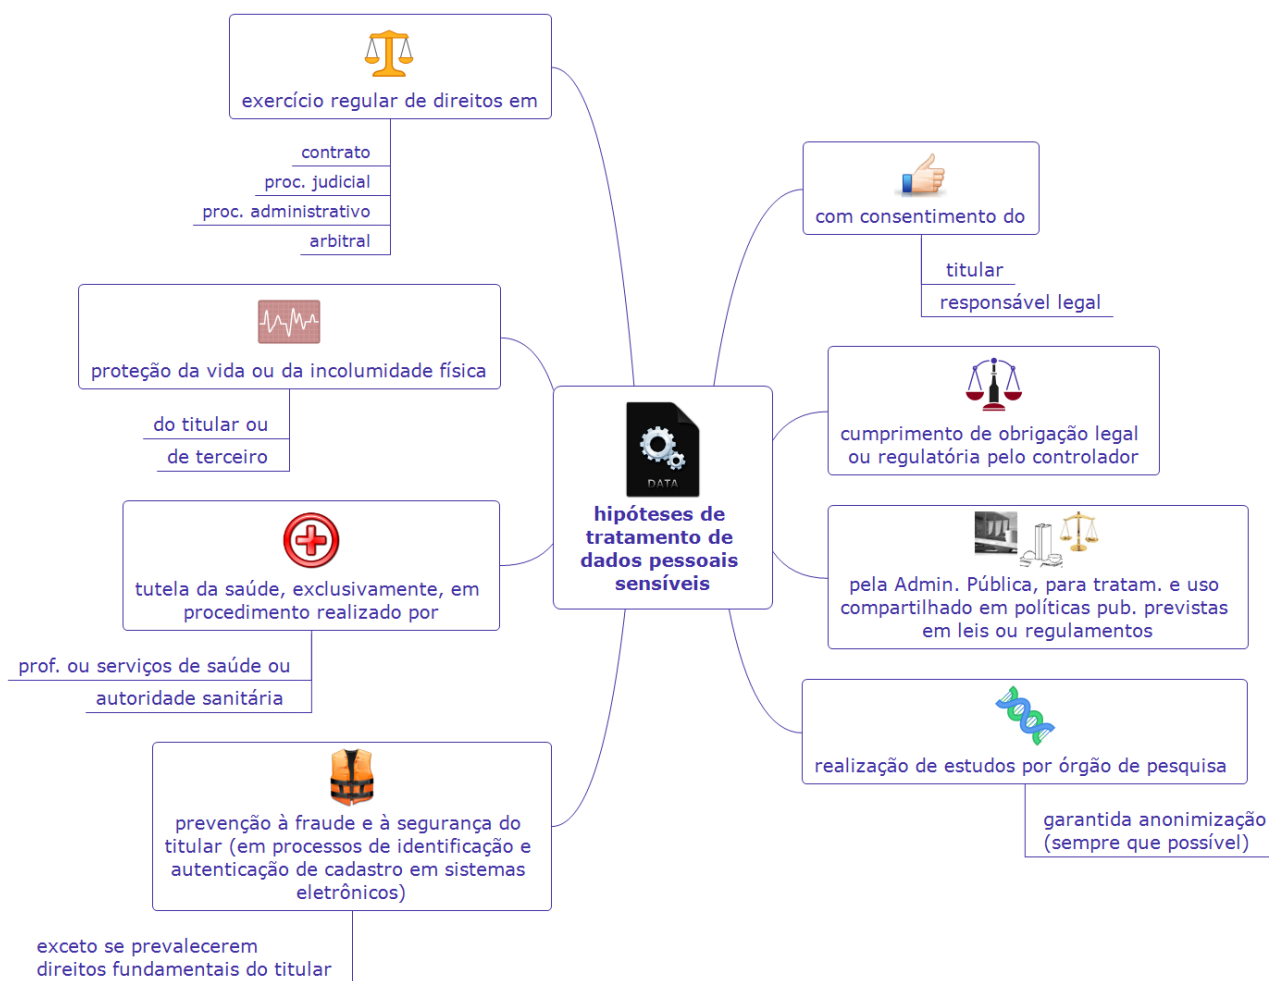 exercício regular de direitos em
contrato
proc. judicial
proc. administrativo
arbitral
proteção da vida ou da incolumidade física
do titular ou
de terceiro
tutela da saúde, exclusivamente, em
procedimento realizado por
prof. ou serviços de saúde ou
autoridade sanitária
prevenção à fraude e à segurança do
titular (em processos de identificação e
autenticação de cadastro em sistemas
eletrônicos)
exceto se prevalecerem
direitos fundamentais do titular
DATA
hipóteses de
tratamento de
dados pessoais
sensíveis
com consentimento do
titular
responsável legal
cumprimento de obrigação legal
ou regulatória pelo controlador
pela Admin. Pública, para tratam. e uso
compartilhado em políticas pub. previstas
em leis ou regulamentos
realização de estudos por órgão de pesquisa
garantida anonimização
(sempre que possível)